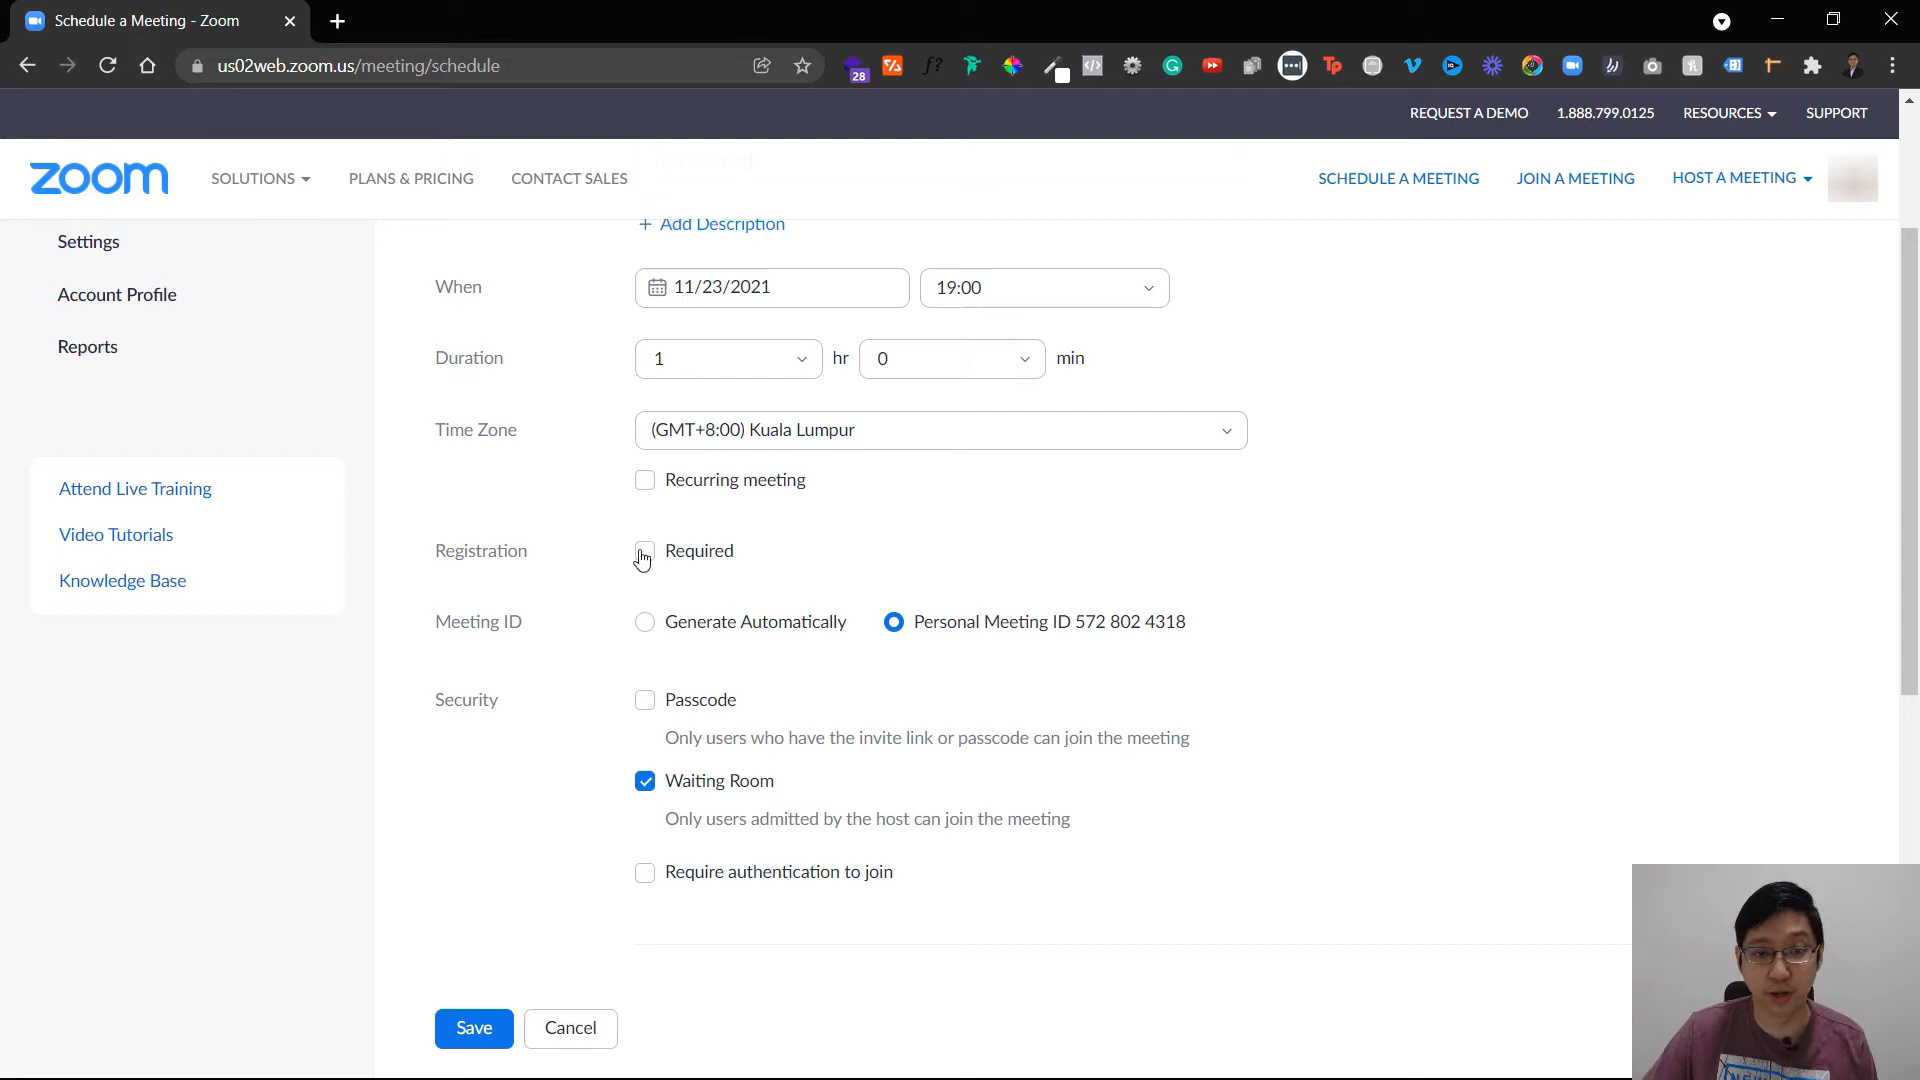 Schedule a Meeting - Zoom
us02web.zoom.us/meeting/schedule
28
REQUEST A DEMO 1.888.799.0125 RESOURCES SUPPORT
zoom SOLUTIONS PLANS & PRICING CONTACT SALES SCHEDULE A MEETING JOIN A MEETING HOST A MEETING
Settings
+ Add Description
When 11/23/2021 19:00
Account Profile
Reports
Duration 1 hr 0 min
Time Zone (GMT+8:00) Kuala Lumpur
Recurring meeting
Attend Live Training
Video Tutorials
Knowledge Base
Registration Required
Meeting ID Generate Automatically Personal Meeting ID 572 802 4318
Security Passcode
Only users who have the invite link or passcode can join the meeting
Waiting Room
Only users admitted by the host can join the meeting
Require authentication to join
Save Cancel